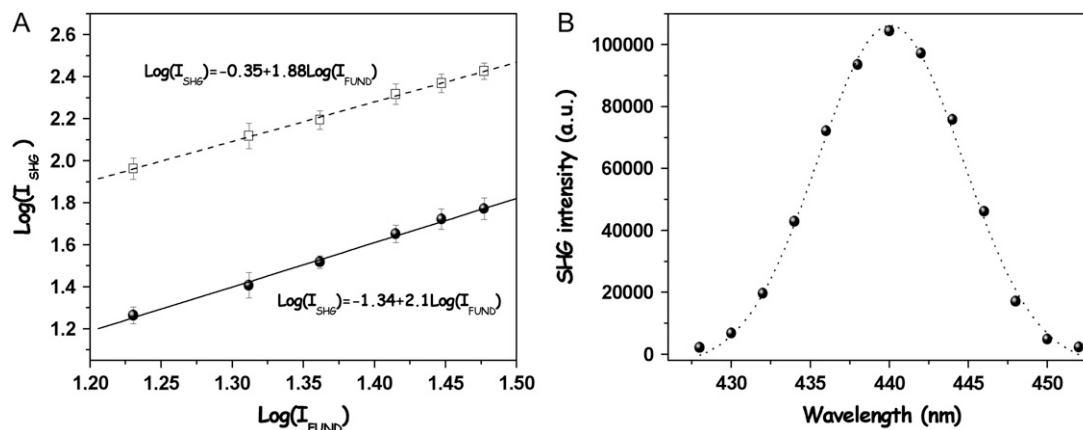 A
Log(I_SHG)
2.6
2.4
2.2
2.0
1.8
1.6
1.4
1.2
Log(I_SHG)=-0.35+1.88Log(I_FUND)
Log(I_SHG)=-1.34+2.1Log(I_FUND)
1.20 1.25 1.30 1.35 1.40 1.45 1.50
Log(I_FUND)
B
SHG intensity (a.u.)
100000
80000
60000
40000
20000
0
430 435 440 445 450
Wavelength (nm)